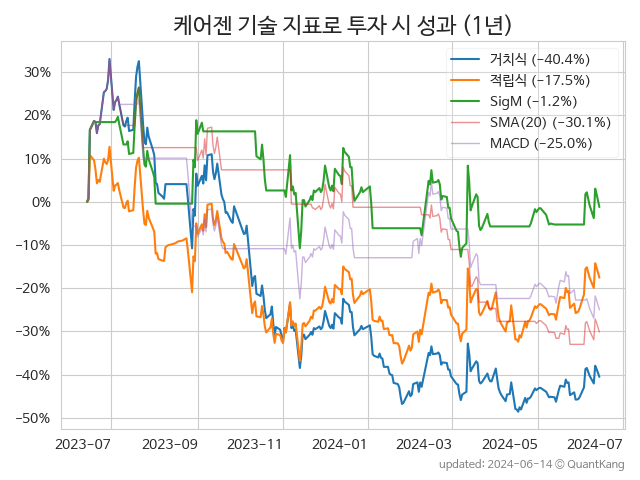 케어젠 기술 지표로 투자 시 성과 (1년)
거치식 (−40.4%)
적립식 (−17.5%)
SigM (−1.2%)
SMA(20) (−30.1%)
MACD (−25.0%)
30%
20%
10%
0%
−10%
−20%
−30%
−40%
−50%
2023-07 2023-09 2023-11 2024-01 2024-03 2024-05 2024-07
updated: 2024-06-14 © QuantKang